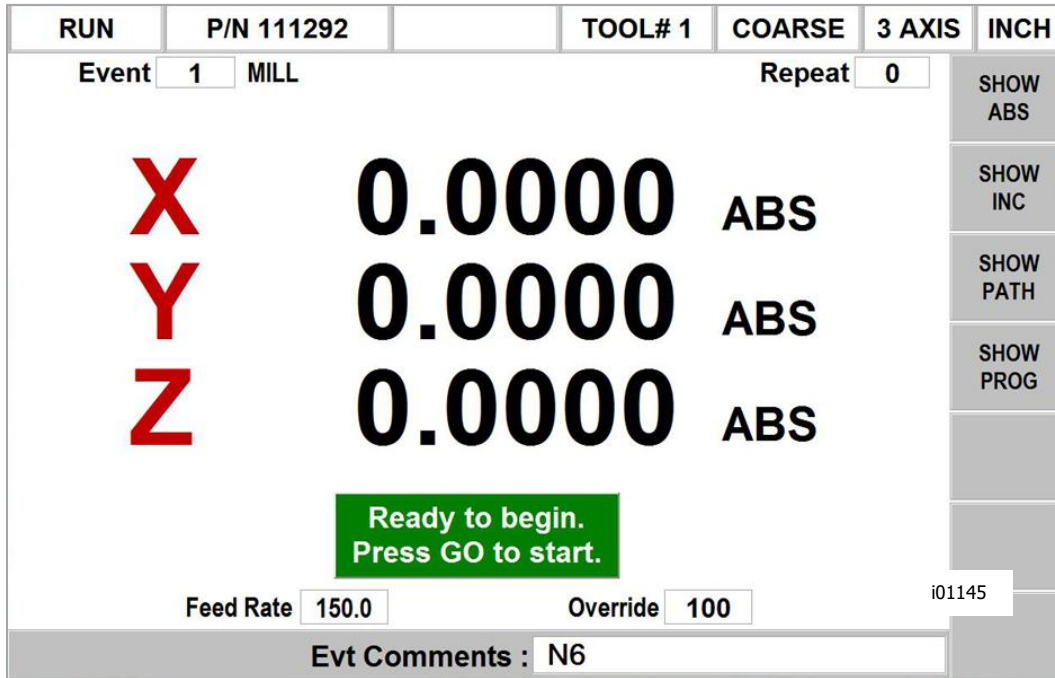 RUN P/N 111292 TOOL# 1 COARSE 3 AXIS INCH
Event 1 MILL Repeat 0
SHOW
ABS
X 0.0000 ABS
SHOW
INC
Y 0.0000 ABS
SHOW
PATH
Z 0.0000 ABS
SHOW
PROG
Ready to begin.
Press GO to start.
Feed Rate 150.0 Override 100
i01145
Evt Comments : N6